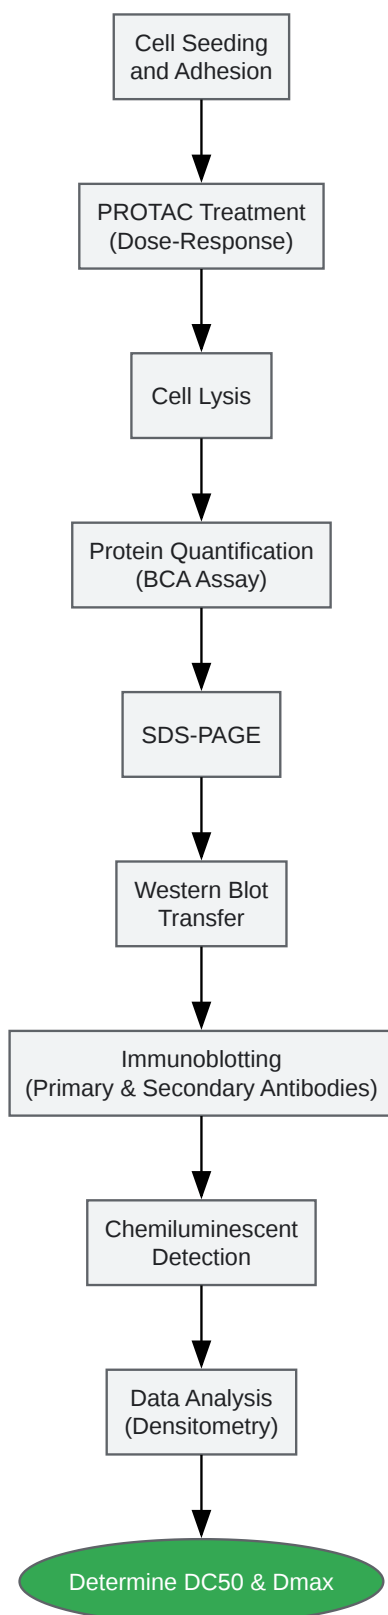 Cell Seeding
and Adhesion
PROTAC Treatment
(Dose-Response)
Cell Lysis
Protein Quantification
(BCA Assay)
SDS-PAGE
Western Blot
Transfer
Immunoblotting
(Primary & Secondary Antibodies)
Chemiluminescent
Detection
Data Analysis
(Densitometry)
Determine DC50 & Dmax